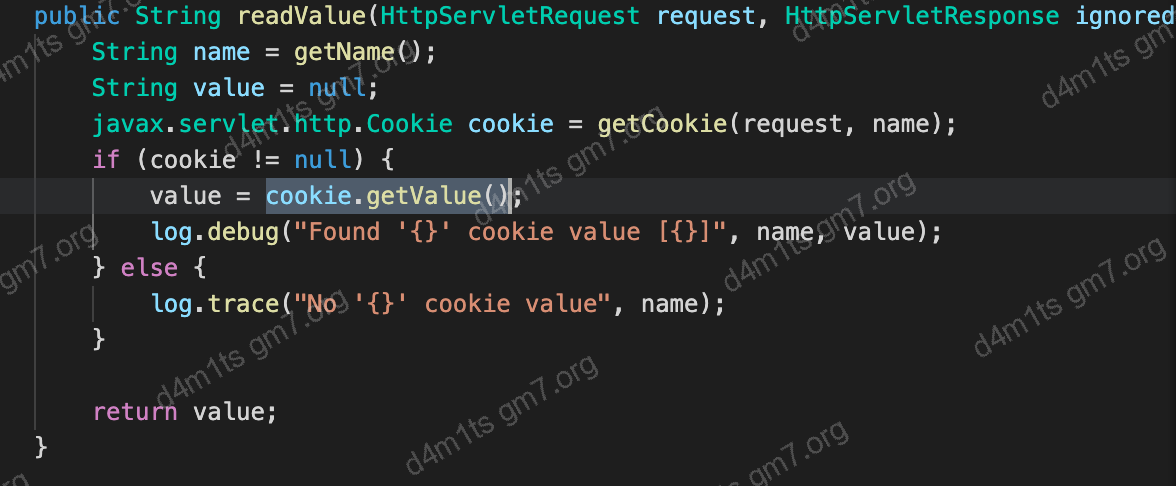 public String readValue(HttpServletRequest request, HttpServletResponse ignored
String name = getName();
String value = null;
javax.servlet.http.Cookie cookie = getCookie(request, name);
if (cookie != null) {
value = cookie.getValue();
log.debug("Found '{}' cookie value [{}]", name, value);
} else {
log.trace("No '{}' cookie value", name);
}
return value;
}
d4m1ts gm7.org
d4m1ts gm7.org
d4m1ts gm7.org
d4m1ts gm7.org
d4m1ts gm7.org
gm7.org
d4m1ts gm7.org
d4m1ts gm7.org
d4m1ts gm7.org
d4m1ts gm7.org
gm7.org